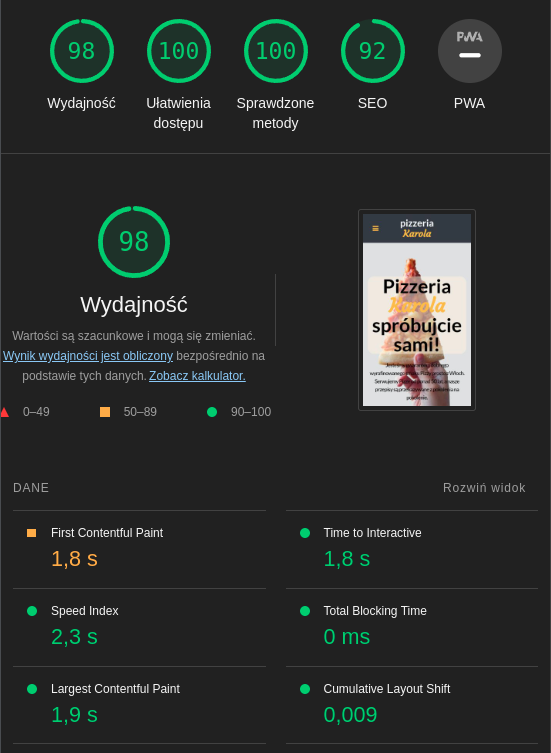 98
100
100
92
PWA
Wydajność
Ułatwienia
dostępu
Sprawdzone
metody
SEO
PWA
98
Wydajność
Wartości są szacunkowe i mogą się zmieniać.
Wynik wydajności jest obliczony bezpośrednio na
podstawie tych danych. Zobacz kalkulator.
0–49
50–89
90–100
pizzeria
Karola
Pizzeria
Karola
spróbujcie
sami!
DANE
Rozwiń widok
First Contentful Paint
1,8 s
Time to Interactive
1,8 s
Speed Index
2,3 s
Total Blocking Time
0 ms
Largest Contentful Paint
1,9 s
Cumulative Layout Shift
0,009